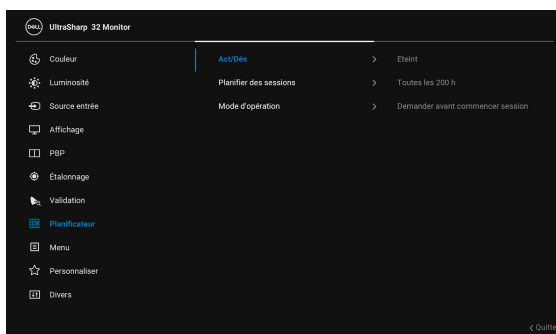 DELL UltraSharp 32 Monitor
Couleur
Act/Dés
Eteint
Luminosité
Planifier des sessions
Toutes les 200 h
Source entrée
Mode d'opération
Demander avant commencer session
Affichage
PBP
Étalonnage
Validation
Planificateur
Menu
Personnaliser
Divers
Quitte